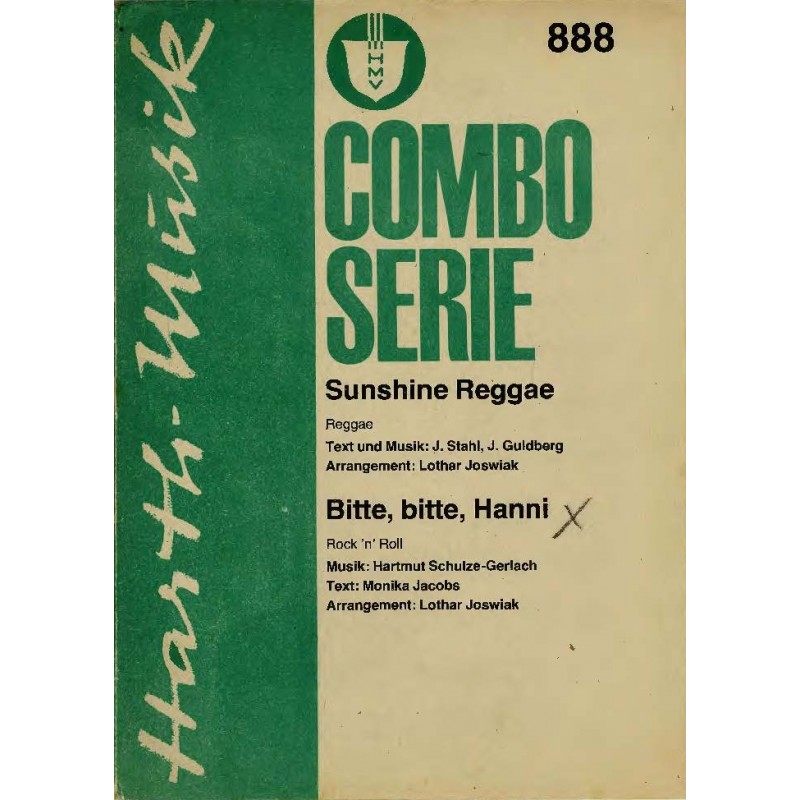 Harth-Musik
HMV
888
COMBO
SERIE
Sunshine Reggae
Reggae
Text und Musik: J. Stahl, J. Guldberg
Arrangement: Lothar Joswiak
Bitte, bitte, Hanni X
Rock 'n' Roll
Musik: Hartmut Schulze-Gerlach
Text: Monika Jacobs
Arrangement: Lothar Joswiak